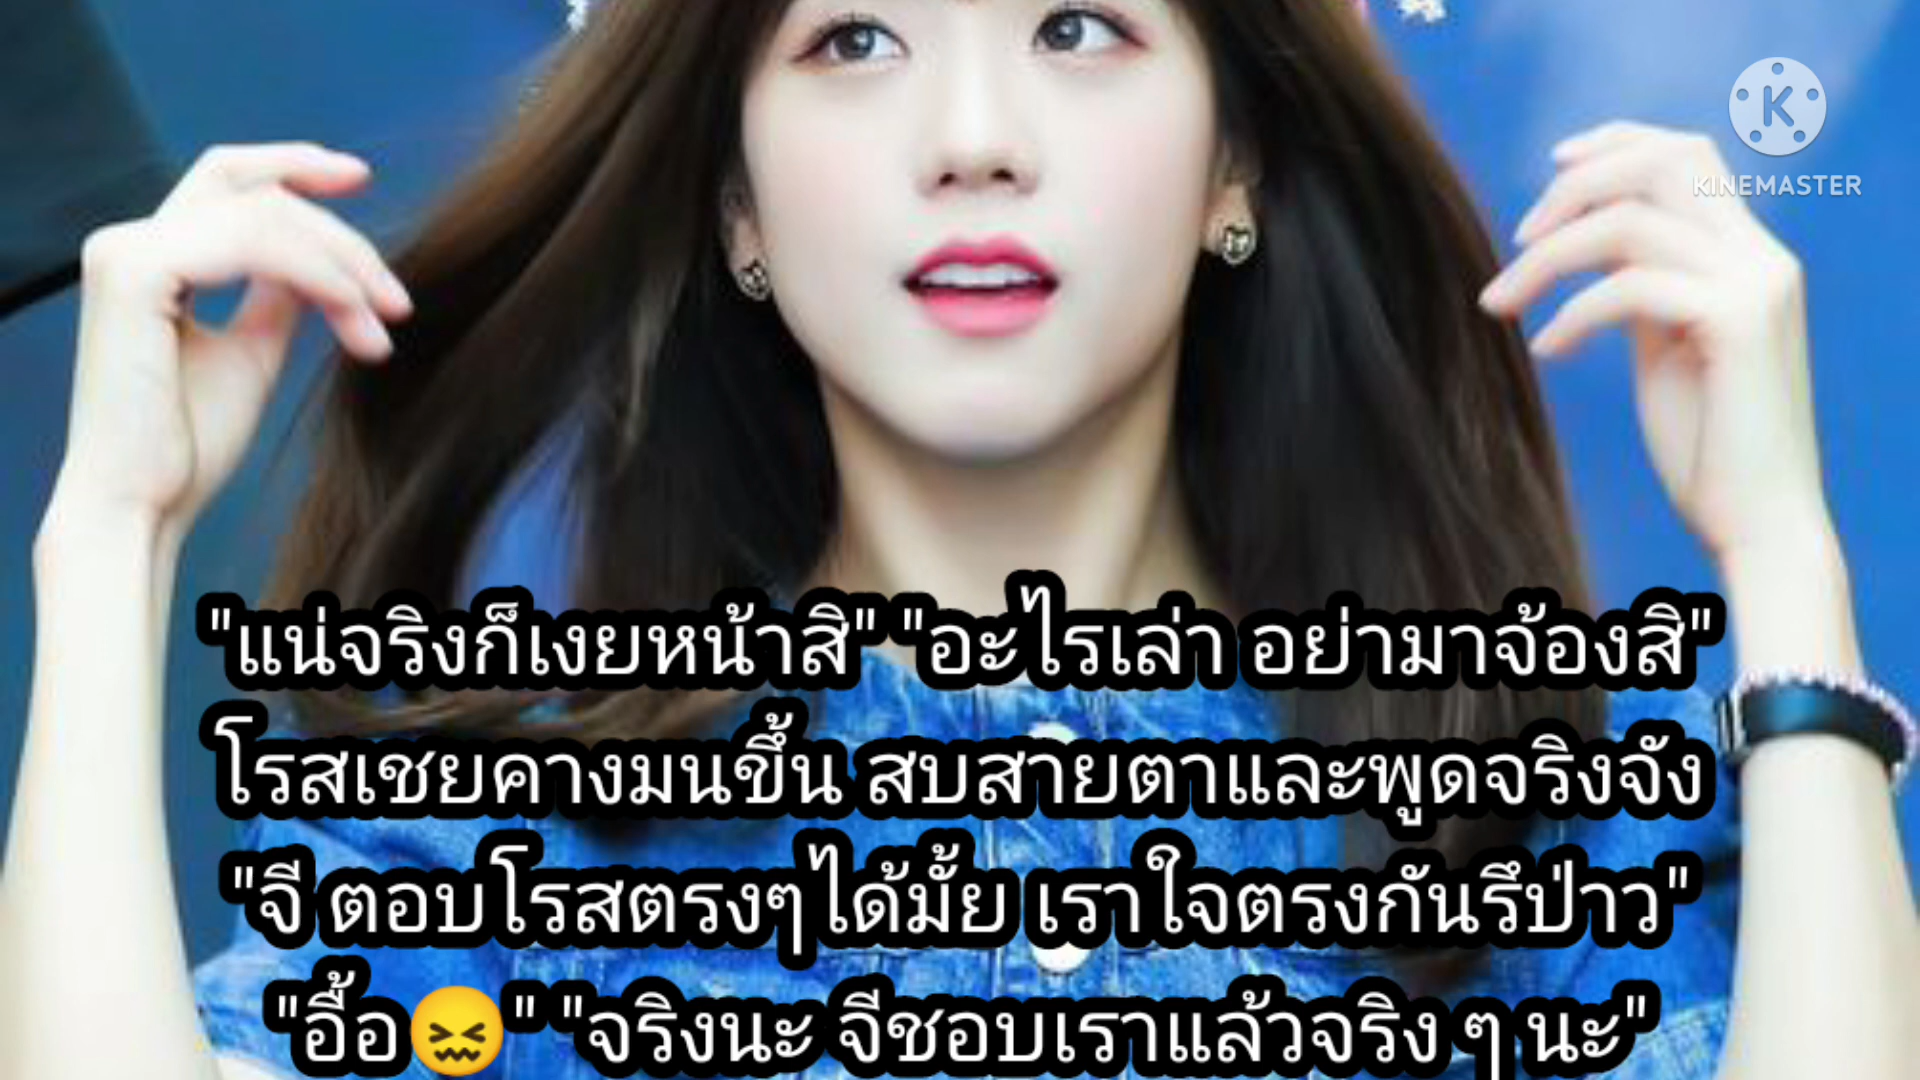 KINEMASTER
"แน่จริงก็เงยหน้าสิ" "อะไรเล่า อย่ามาจ้องสิ"
โรสเชยคางมนขึ้น สบสายตาและพูดจริงจัง
"จี ตอบโรสตรงๆได้มั้ย เราใจตรงกันรึป่าว"
"อื้อ😖" "จริงนะ จีชอบเราแล้วจริง ๆ นะ"